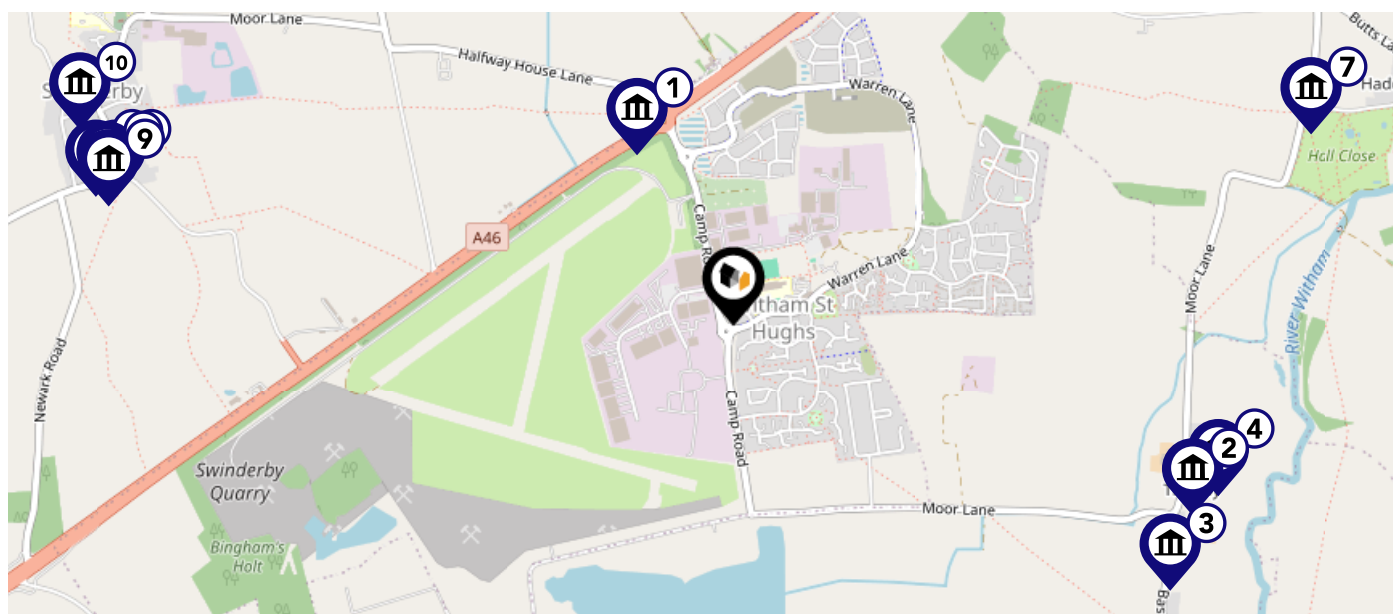 Moor Lane
Butts La
10
Halfway House Lane
1
7
Warren Lane
Had
9
Hall Close
A46
Camp Ro
Warren Lane
Moor Lane
River Witham
tham St
Hughs
Newark Road
Camp Road
4
2
Swinderby
Quarry
Moor Lane
3
Bingham's
Holt
Bas